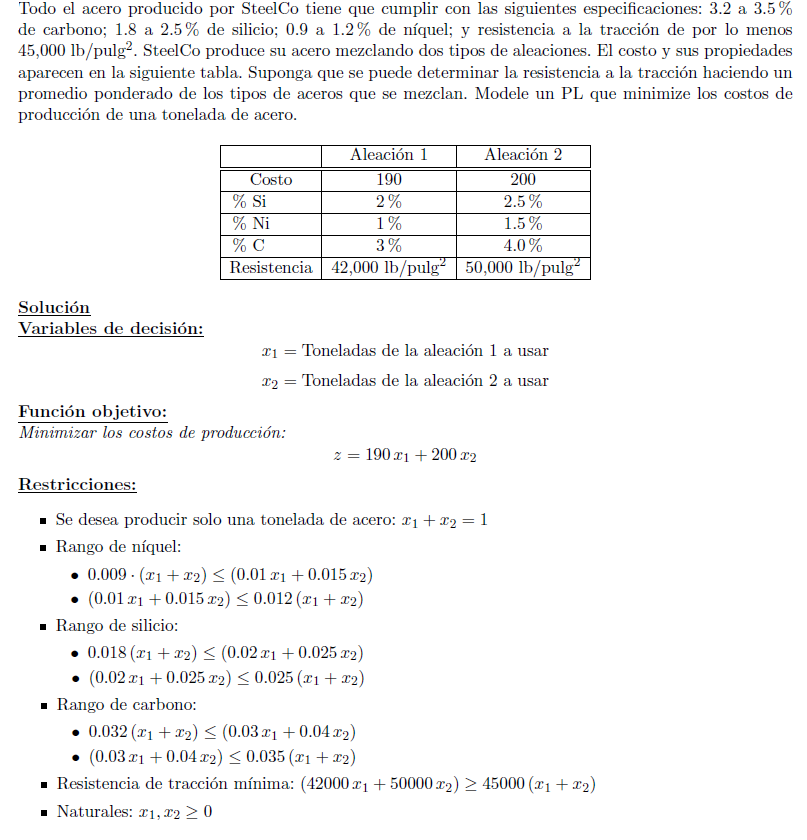 Todo el acero producido por SteelCo tiene que cumplir con las siguientes especificaciones: 3.2 a 3.5 %
de carbono; 1.8 a 2.5 % de silicio; 0.9 a 1.2 % de níquel; y resistencia a la tracción de por lo menos
45,000 lb/pulg². SteelCo produce su acero mezclando dos tipos de aleaciones. El costo y sus propiedades
aparecen en la siguiente tabla. Suponga que se puede determinar la resistencia a la tracción haciendo un
promedio ponderado de los tipos de aceros que se mezclan. Modele un PL que minimize los costos de
producción de una tonelada de acero.
Aleación 1 Aleación 2
Costo 190 200
% Si 2 % 2.5 %
% Ni 1 % 1.5 %
% C 3 % 4.0 %
Resistencia 42,000 lb/pulg² 50,000 lb/pulg²
Solución
Variables de decisión:
x₁ = Toneladas de la aleación 1 a usar
x₂ = Toneladas de la aleación 2 a usar
Función objetivo:
Minimizar los costos de producción:
z = 190 x₁ + 200 x₂
Restricciones:
■ Se desea producir solo una tonelada de acero: x₁ + x₂ = 1
■ Rango de níquel:
• 0.009 · (x₁ + x₂) ≤ (0.01 x₁ + 0.015 x₂)
• (0.01 x₁ + 0.015 x₂) ≤ 0.012 (x₁ + x₂)
■ Rango de silicio:
• 0.018 (x₁ + x₂) ≤ (0.02 x₁ + 0.025 x₂)
• (0.02 x₁ + 0.025 x₂) ≤ 0.025 (x₁ + x₂)
■ Rango de carbono:
• 0.032 (x₁ + x₂) ≤ (0.03 x₁ + 0.04 x₂)
• (0.03 x₁ + 0.04 x₂) ≤ 0.035 (x₁ + x₂)
■ Resistencia de tracción mínima: (42000 x₁ + 50000 x₂) ≥ 45000 (x₁ + x₂)
■ Naturales: x₁, x₂ ≥ 0